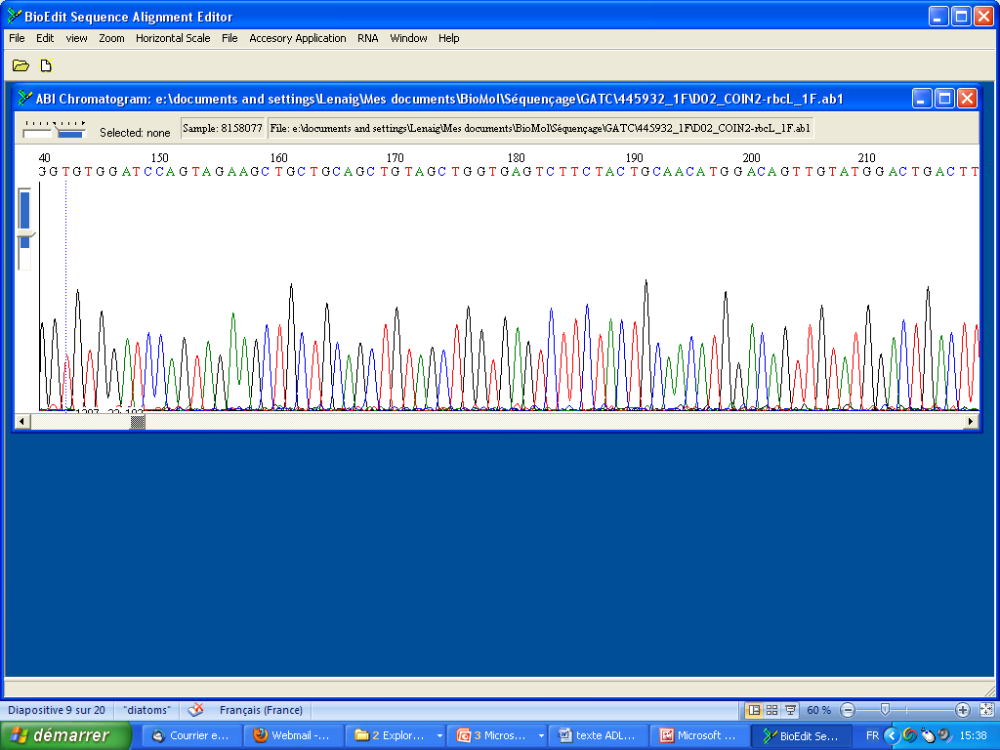 BioEdit Sequence Alignment Editor
File Edit view Zoom Horizontal Scale File Accesory Application RNA Window Help
ABI Chromatogram: e:\documents and settings\Lenaig\Mes documents\BioMol\Séquençage\GATC\445932_1F\D02_COIN2-rbcL_1F.ab1
Selected: none Sample: 8158077 File: e:\documents and settings\Lenaig\Mes documents\BioMol\Séquençage\GATC\445932_1F\D02_COIN2-rbcL_1F.ab1
40 150 160 170 180 190 200 210
G G T G T G G A T C C A G T A G A A G C T G C T G C A G C T G T A G C T G G T G A G T C T T C T A C T G C A A C A T G G A C A G T T G T A T G G A C T G A C T T
Diapositive 9 sur 20 "diatoms" Français (France) 60 %
démarrer Courrier e... Webmail -... 2 Explor... 3 Micros... texte ADL... Microsoft ... BioEdit Se... FR 15:38